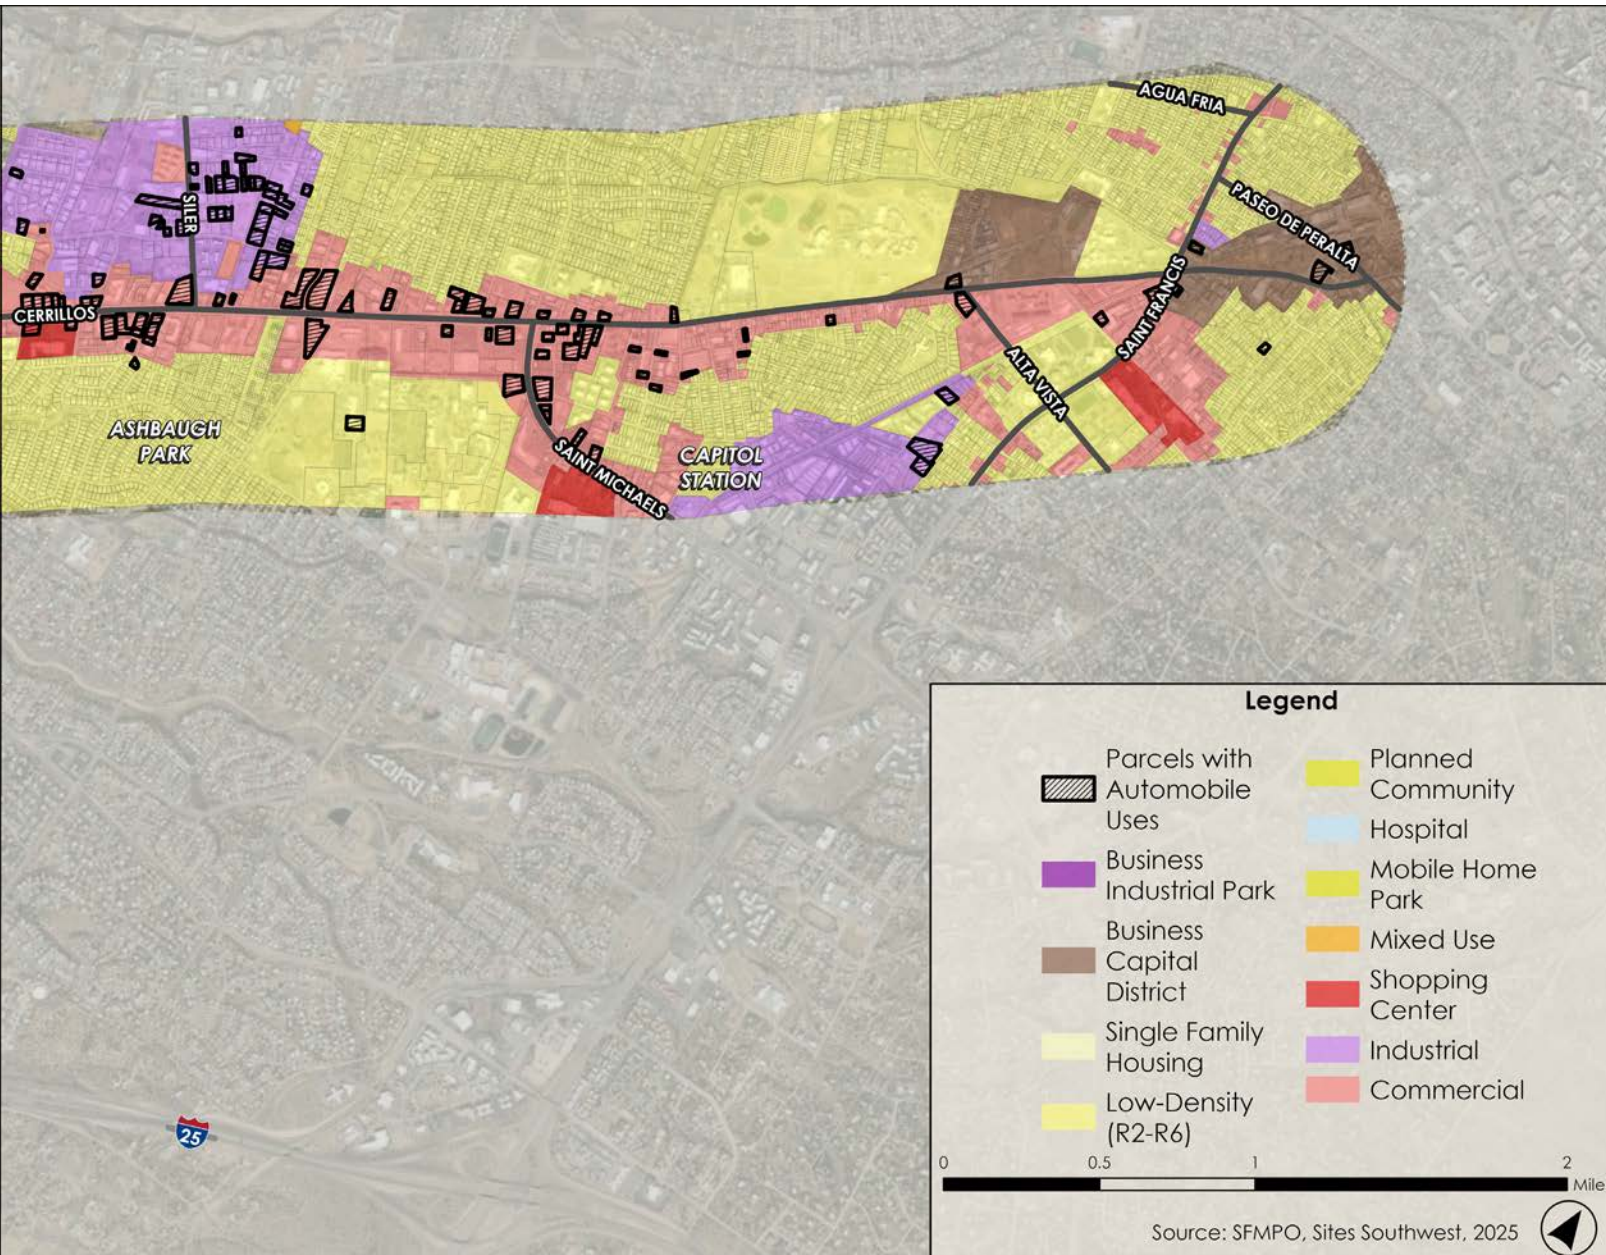 AGUA FRIA
PASEO DE PERALTA
SILER
SAINT FRANCIS
CERRILLOS
ALTA VISTA
ASHBAUGH
PARK
SAINT MICHAELS
CAPITOL
STATION
25
Legend
Parcels with
Automobile
Uses
Business
Industrial Park
Business
Capital
District
Single Family
Housing
Low-Density
(R2-R6)
Planned
Community
Hospital
Mobile Home
Park
Mixed Use
Shopping
Center
Industrial
Commercial
0 0.5 1 2
Mile
Source: SFMPO, Sites Southwest, 2025